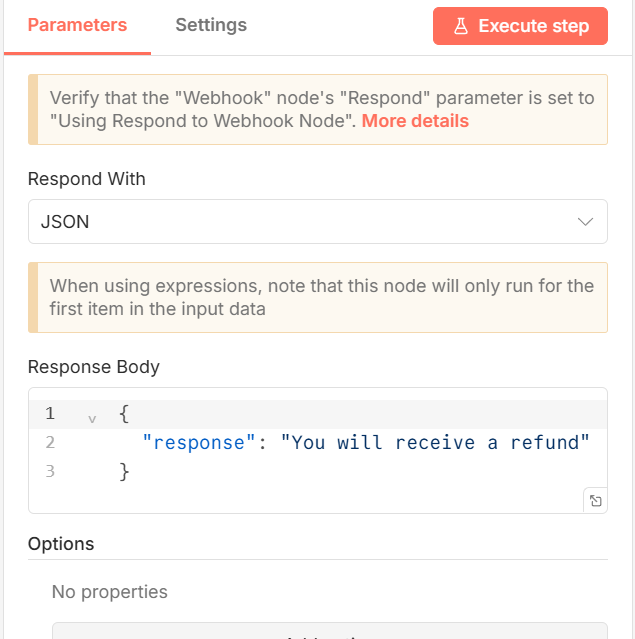 Parameters Settings Execute step
Verify that the "Webhook" node's "Respond" parameter is set to
"Using Respond to Webhook Node". More details
Respond With
JSON
When using expressions, note that this node will only run for the
first item in the input data
Response Body
1 {
2 "response": "You will receive a refund"
3 }
Options
No properties